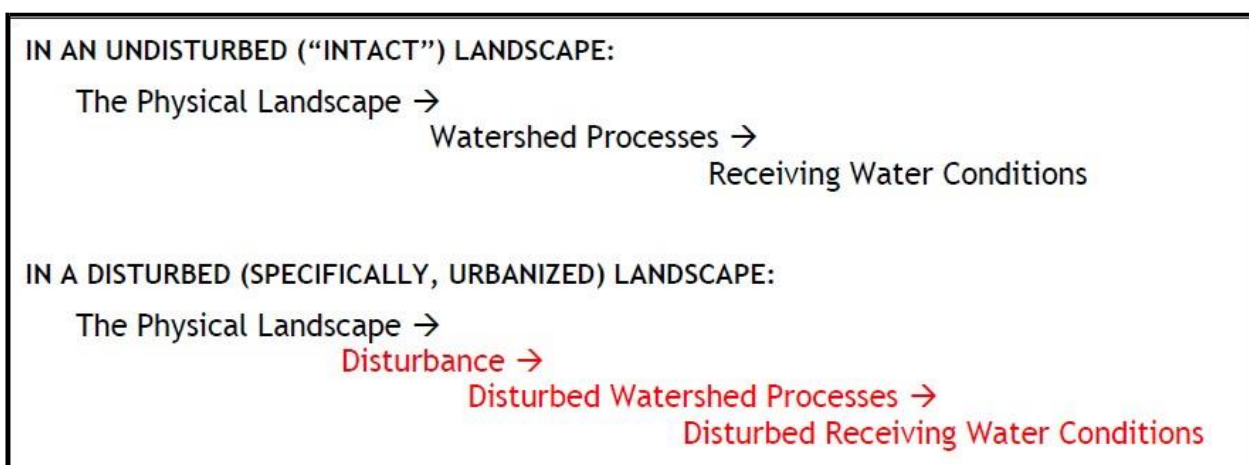 IN AN UNDISTURBED (“INTACT”) LANDSCAPE:
The Physical Landscape →
Watershed Processes →
Receiving Water Conditions
IN A DISTURBED (SPECIFICALLY, URBANIZED) LANDSCAPE:
The Physical Landscape →
Disturbance →
Disturbed Watershed Processes →
Disturbed Receiving Water Conditions